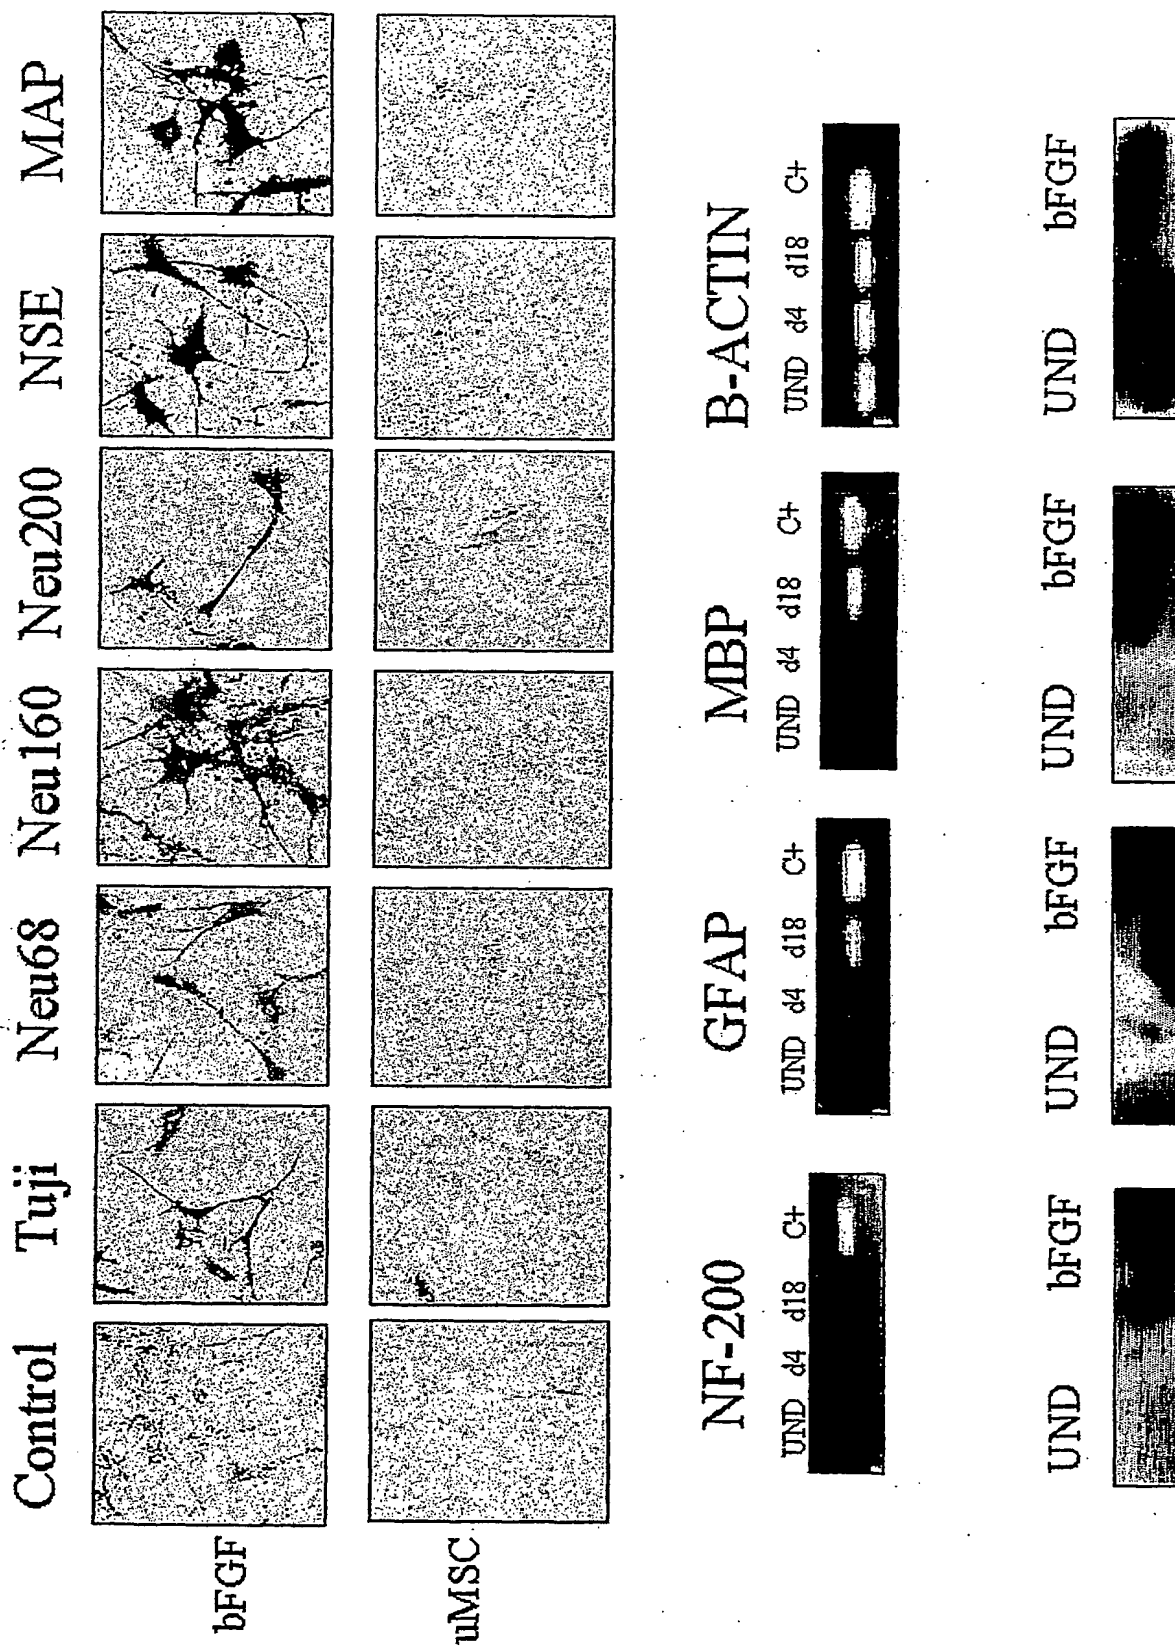 Control Tuji Neu68 Neu160 Neu200 NSE MAP
bFGF
uMSC
NF-200 GFAP MBP B-ACTIN
UND d4 d18 C+ UND d4 d18 C+ UND d4 d18 C+ UND d4 d18 C+
UND bFGF UND bFGF UND bFGF UND bFGF